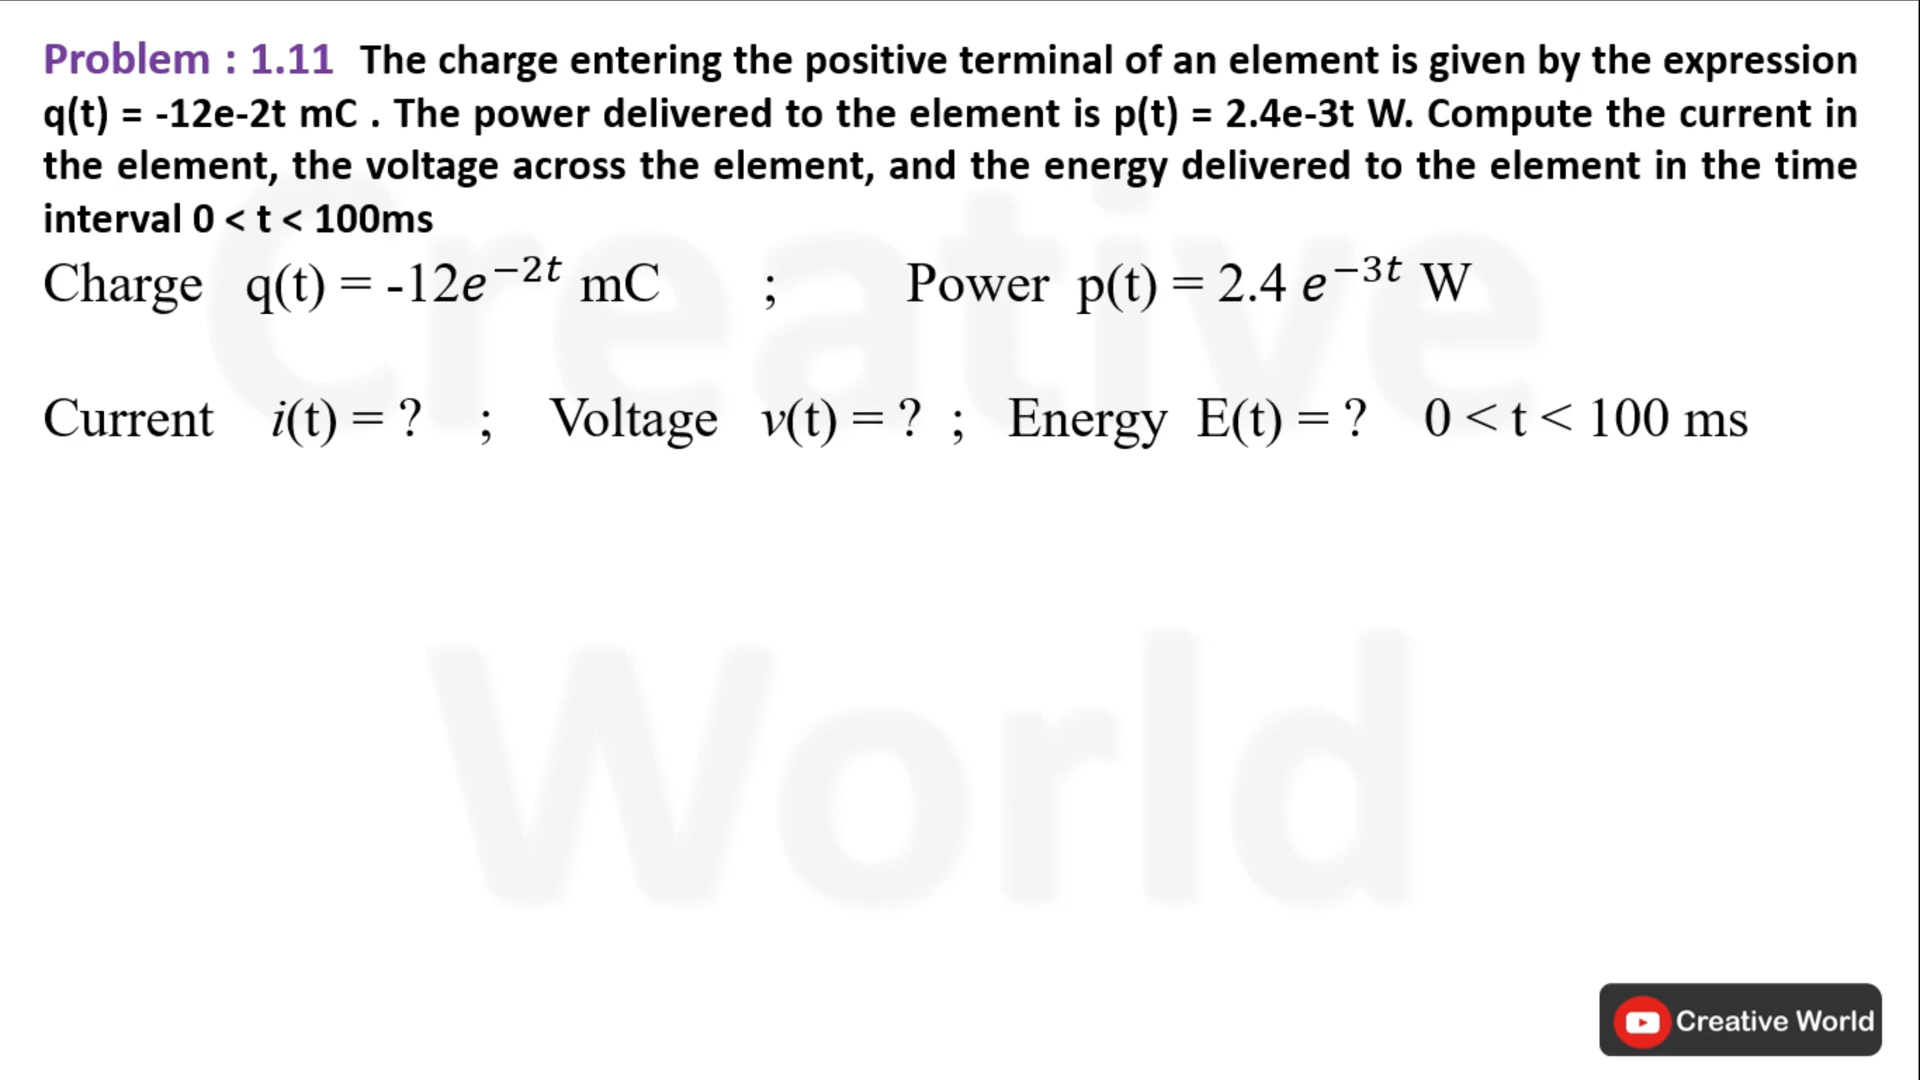 Problem : 1.11 The charge entering the positive terminal of an element is given by the expression
q(t) = -12e-2t mC . The power delivered to the element is p(t) = 2.4e-3t W. Compute the current in
the element, the voltage across the element, and the energy delivered to the element in the time
interval 0 < t < 100ms
Charge q(t) = -12e⁻²ᵗ mC ; Power p(t) = 2.4 e⁻³ᵗ W
Current i(t) = ? ; Voltage v(t) = ? ; Energy E(t) = ? 0 < t < 100 ms
Creative
World
Creative World